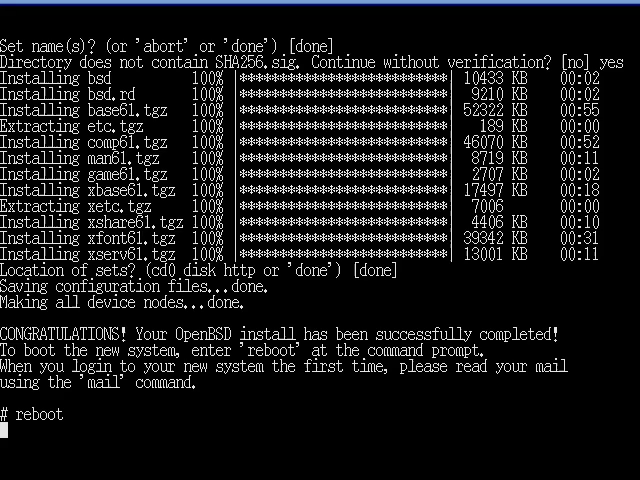 Set name(s)? (or 'abort' or 'done') [done]
Directory does not contain SHA256.sig. Continue without verification? [no] yes
Installing bsd          100% |**************************| 10433 KB    00:02
Installing bsd.rd       100% |**************************|  9210 KB    00:02
Installing base61.tgz   100% |**************************| 52322 KB    00:55
Extracting etc.tgz      100% |**************************|   189 KB    00:00
Installing comp61.tgz   100% |**************************| 46070 KB    00:52
Installing man61.tgz    100% |**************************|  8719 KB    00:11
Installing game61.tgz   100% |**************************|  2707 KB    00:02
Installing xbase61.tgz  100% |**************************| 17497 KB    00:18
Extracting xetc.tgz     100% |**************************|  7006       00:00
Installing xshare61.tgz 100% |**************************|  4406 KB    00:10
Installing xfont61.tgz  100% |**************************| 39342 KB    00:31
Installing xserv61.tgz  100% |**************************| 13001 KB    00:11
Location of sets? (cd0 disk http or 'done') [done]
Saving configuration files...done.
Making all device nodes...done.
CONGRATULATIONS! Your OpenBSD install has been successfully completed!
To boot the new system, enter 'reboot' at the command prompt.
When you login to your new system the first time, please read your mail
using the 'mail' command.
# reboot